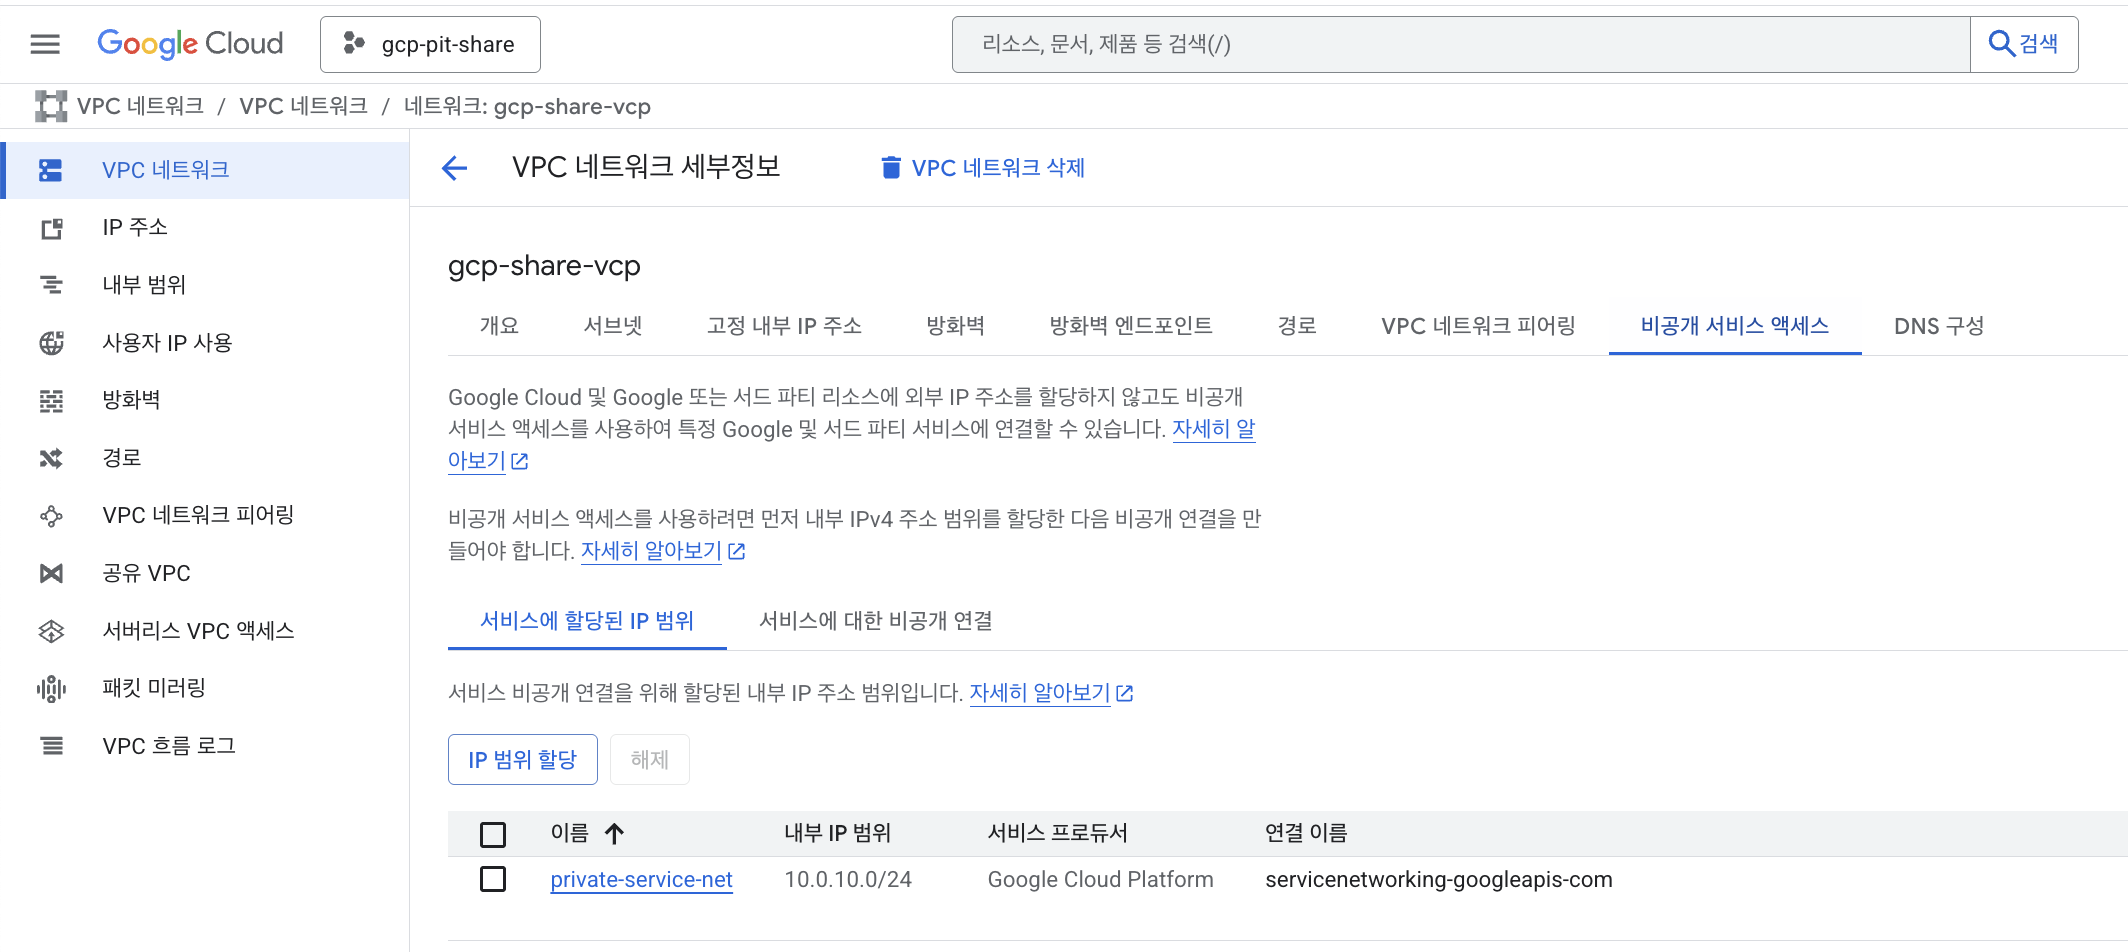 Google Cloud
gcp-pit-share
리소스, 문서, 제품 등 검색(/)
검색
VPC 네트워크 / VPC 네트워크 / 네트워크: gcp-share-vcp
VPC 네트워크
IP 주소
내부 범위
사용자 IP 사용
방화벽
경로
VPC 네트워크 피어링
공유 VPC
서버리스 VPC 액세스
패킷 미러링
VPC 흐름 로그
VPC 네트워크 세부정보
VPC 네트워크 삭제
gcp-share-vcp
개요 서브넷 고정 내부 IP 주소 방화벽 방화벽 엔드포인트 경로 VPC 네트워크 피어링 비공개 서비스 액세스 DNS 구성
Google Cloud 및 Google 또는 서드 파티 리소스에 외부 IP 주소를 할당하지 않고도 비공개
서비스 액세스를 사용하여 특정 Google 및 서드 파티 서비스에 연결할 수 있습니다. 자세히 알
아보기
비공개 서비스 액세스를 사용하려면 먼저 내부 IPv4 주소 범위를 할당한 다음 비공개 연결을 만
들어야 합니다. 자세히 알아보기
서비스에 할당된 IP 범위 서비스에 대한 비공개 연결
서비스 비공개 연결을 위해 할당된 내부 IP 주소 범위입니다. 자세히 알아보기
IP 범위 할당 해제
이름 내부 IP 범위 서비스 프로듀서 연결 이름
private-service-net 10.0.10.0/24 Google Cloud Platform servicenetworking-googleapis-com